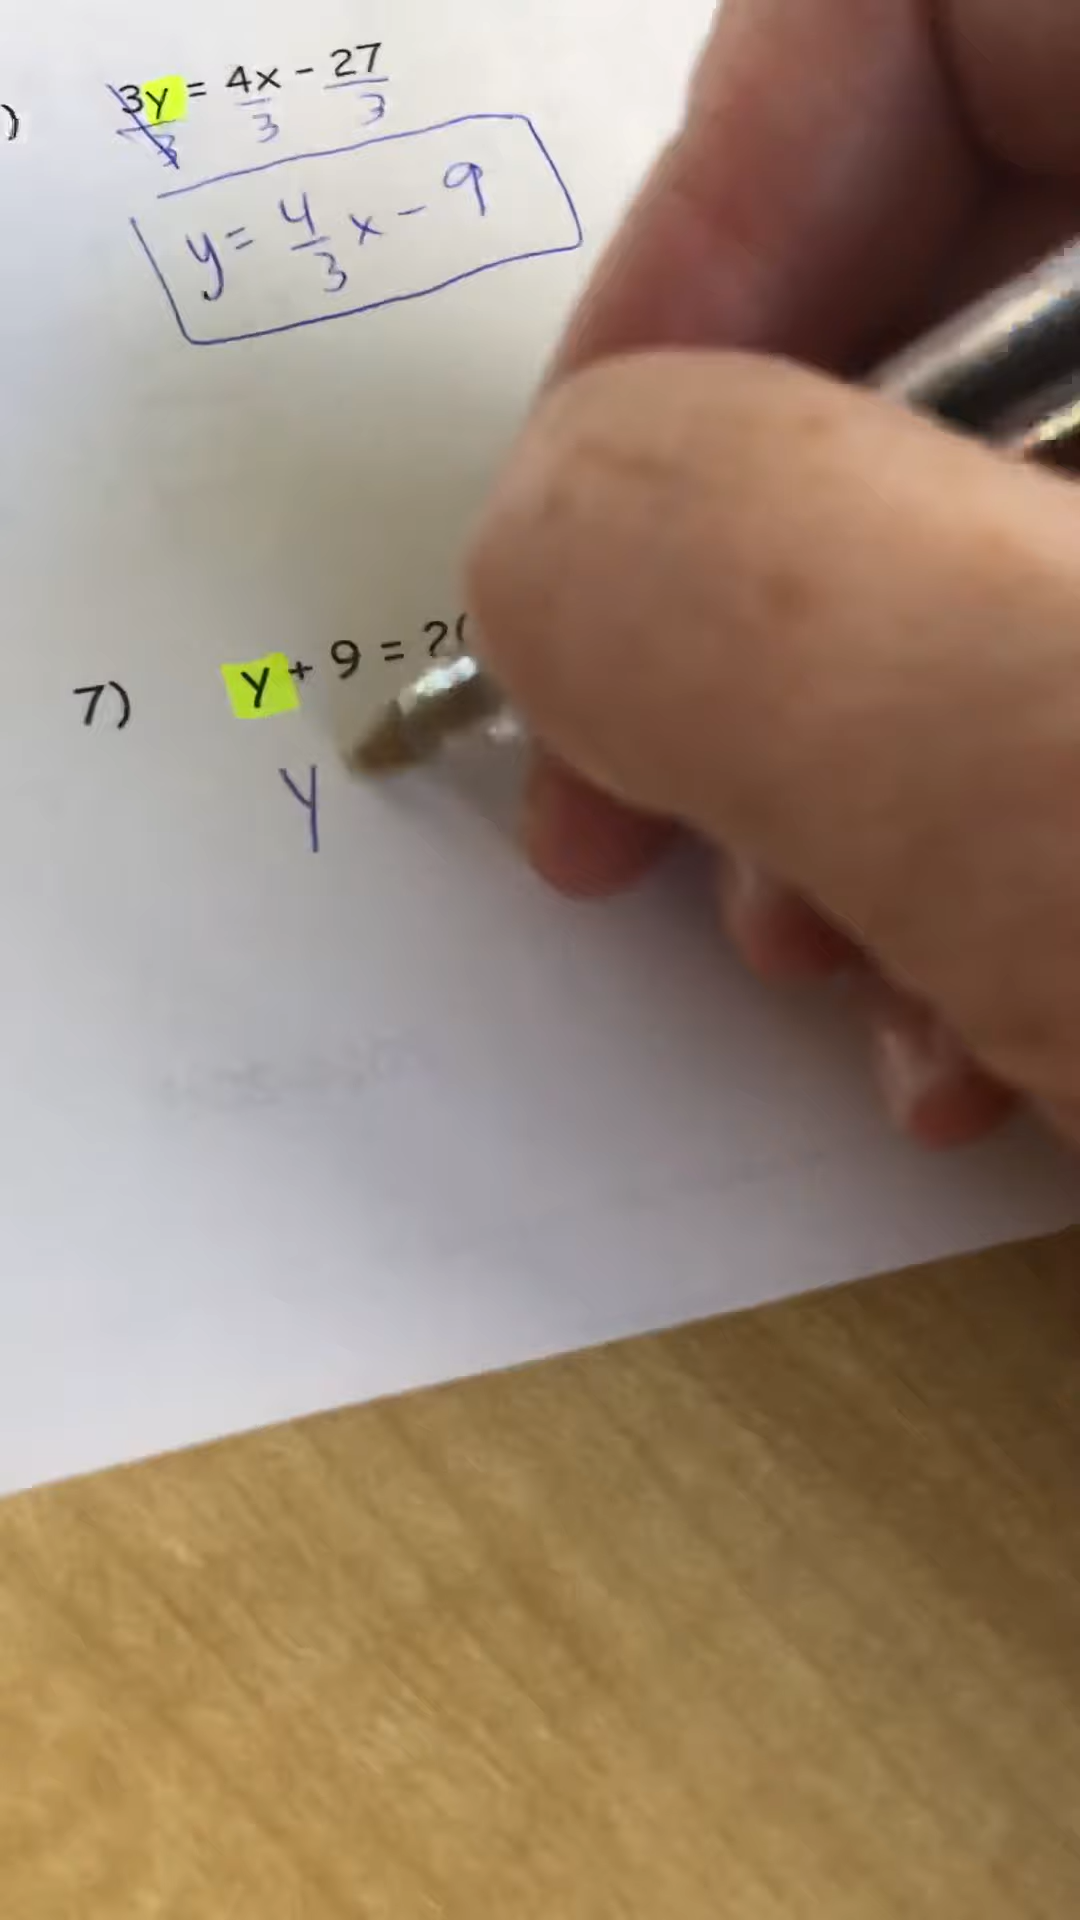 ) 3y = 4x - 27
3 3 3
y = 4/3 x - 9
7) y + 9 = 2(
y